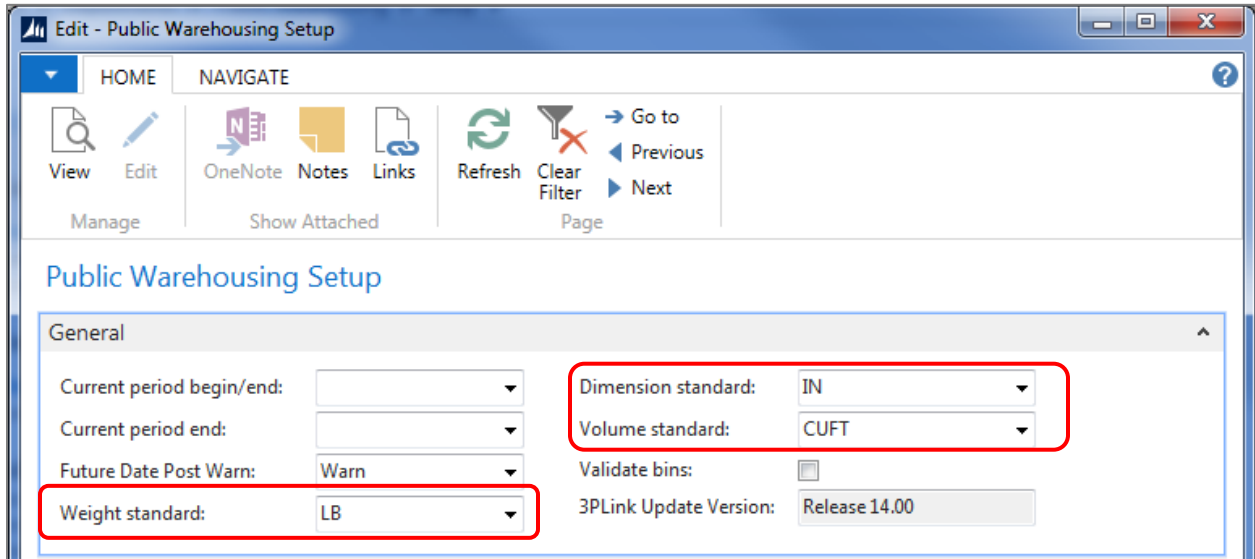 Edit - Public Warehousing Setup
HOME NAVIGATE
View Edit OneNote Notes Links Refresh Clear Filter
Go to
Previous
Next
Manage Show Attached Page
Public Warehousing Setup
General
Current period begin/end:
Current period end:
Future Date Post Warn: Warn
Weight standard: LB
Dimension standard: IN
Volume standard: CUFT
Validate bins:
3PLink Update Version: Release 14.00